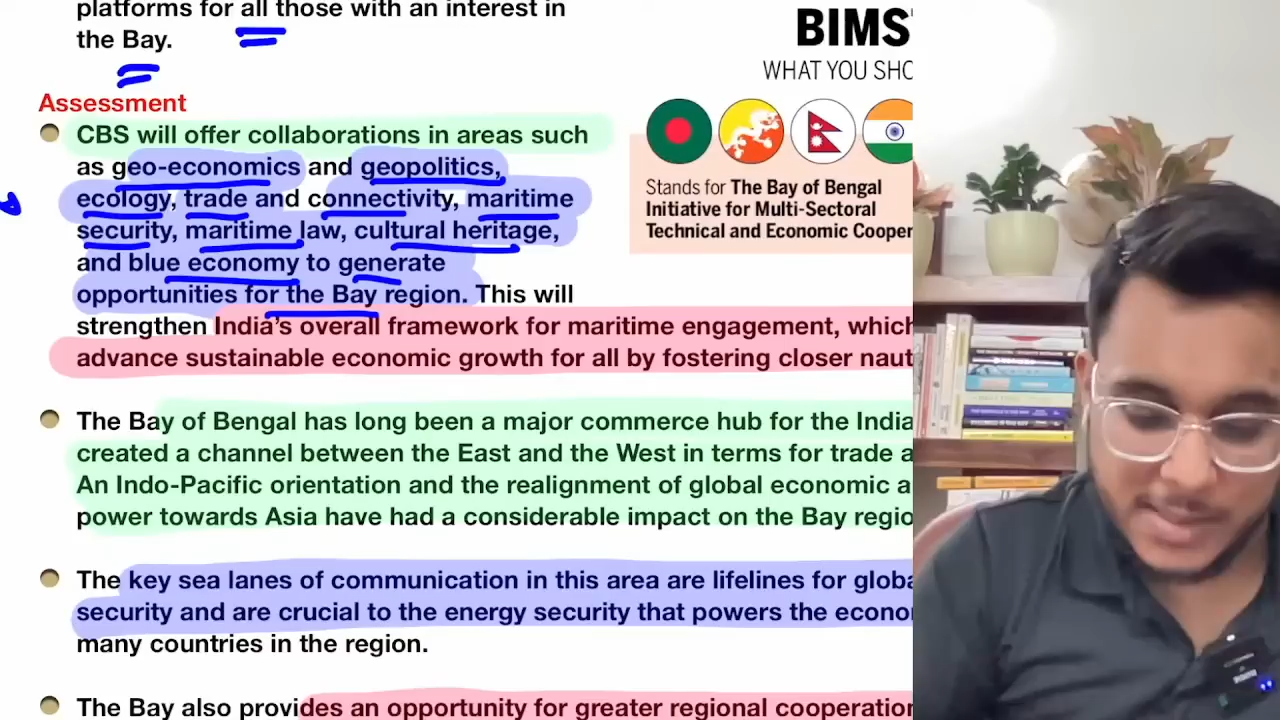 platforms for all those with an interest in
the Bay.
Assessment
CBS will offer collaborations in areas such
as geo-economics and geopolitics,
ecology, trade and connectivity, maritime
security, maritime law, cultural heritage,
and blue economy to generate
opportunities for the Bay region. This will
strengthen India's overall framework for maritime engagement, which
advance sustainable economic growth for all by fostering closer naut
The Bay of Bengal has long been a major commerce hub for the India
created a channel between the East and the West in terms for trade a
An Indo-Pacific orientation and the realignment of global economic a
power towards Asia have had a considerable impact on the Bay regio
The key sea lanes of communication in this area are lifelines for globa
security and are crucial to the energy security that powers the econo
many countries in the region.
The Bay also provides an opportunity for greater regional cooperation
BIMS
WHAT YOU SHO
Stands for The Bay of Bengal
Initiative for Multi-Sectoral
Technical and Economic Cooper